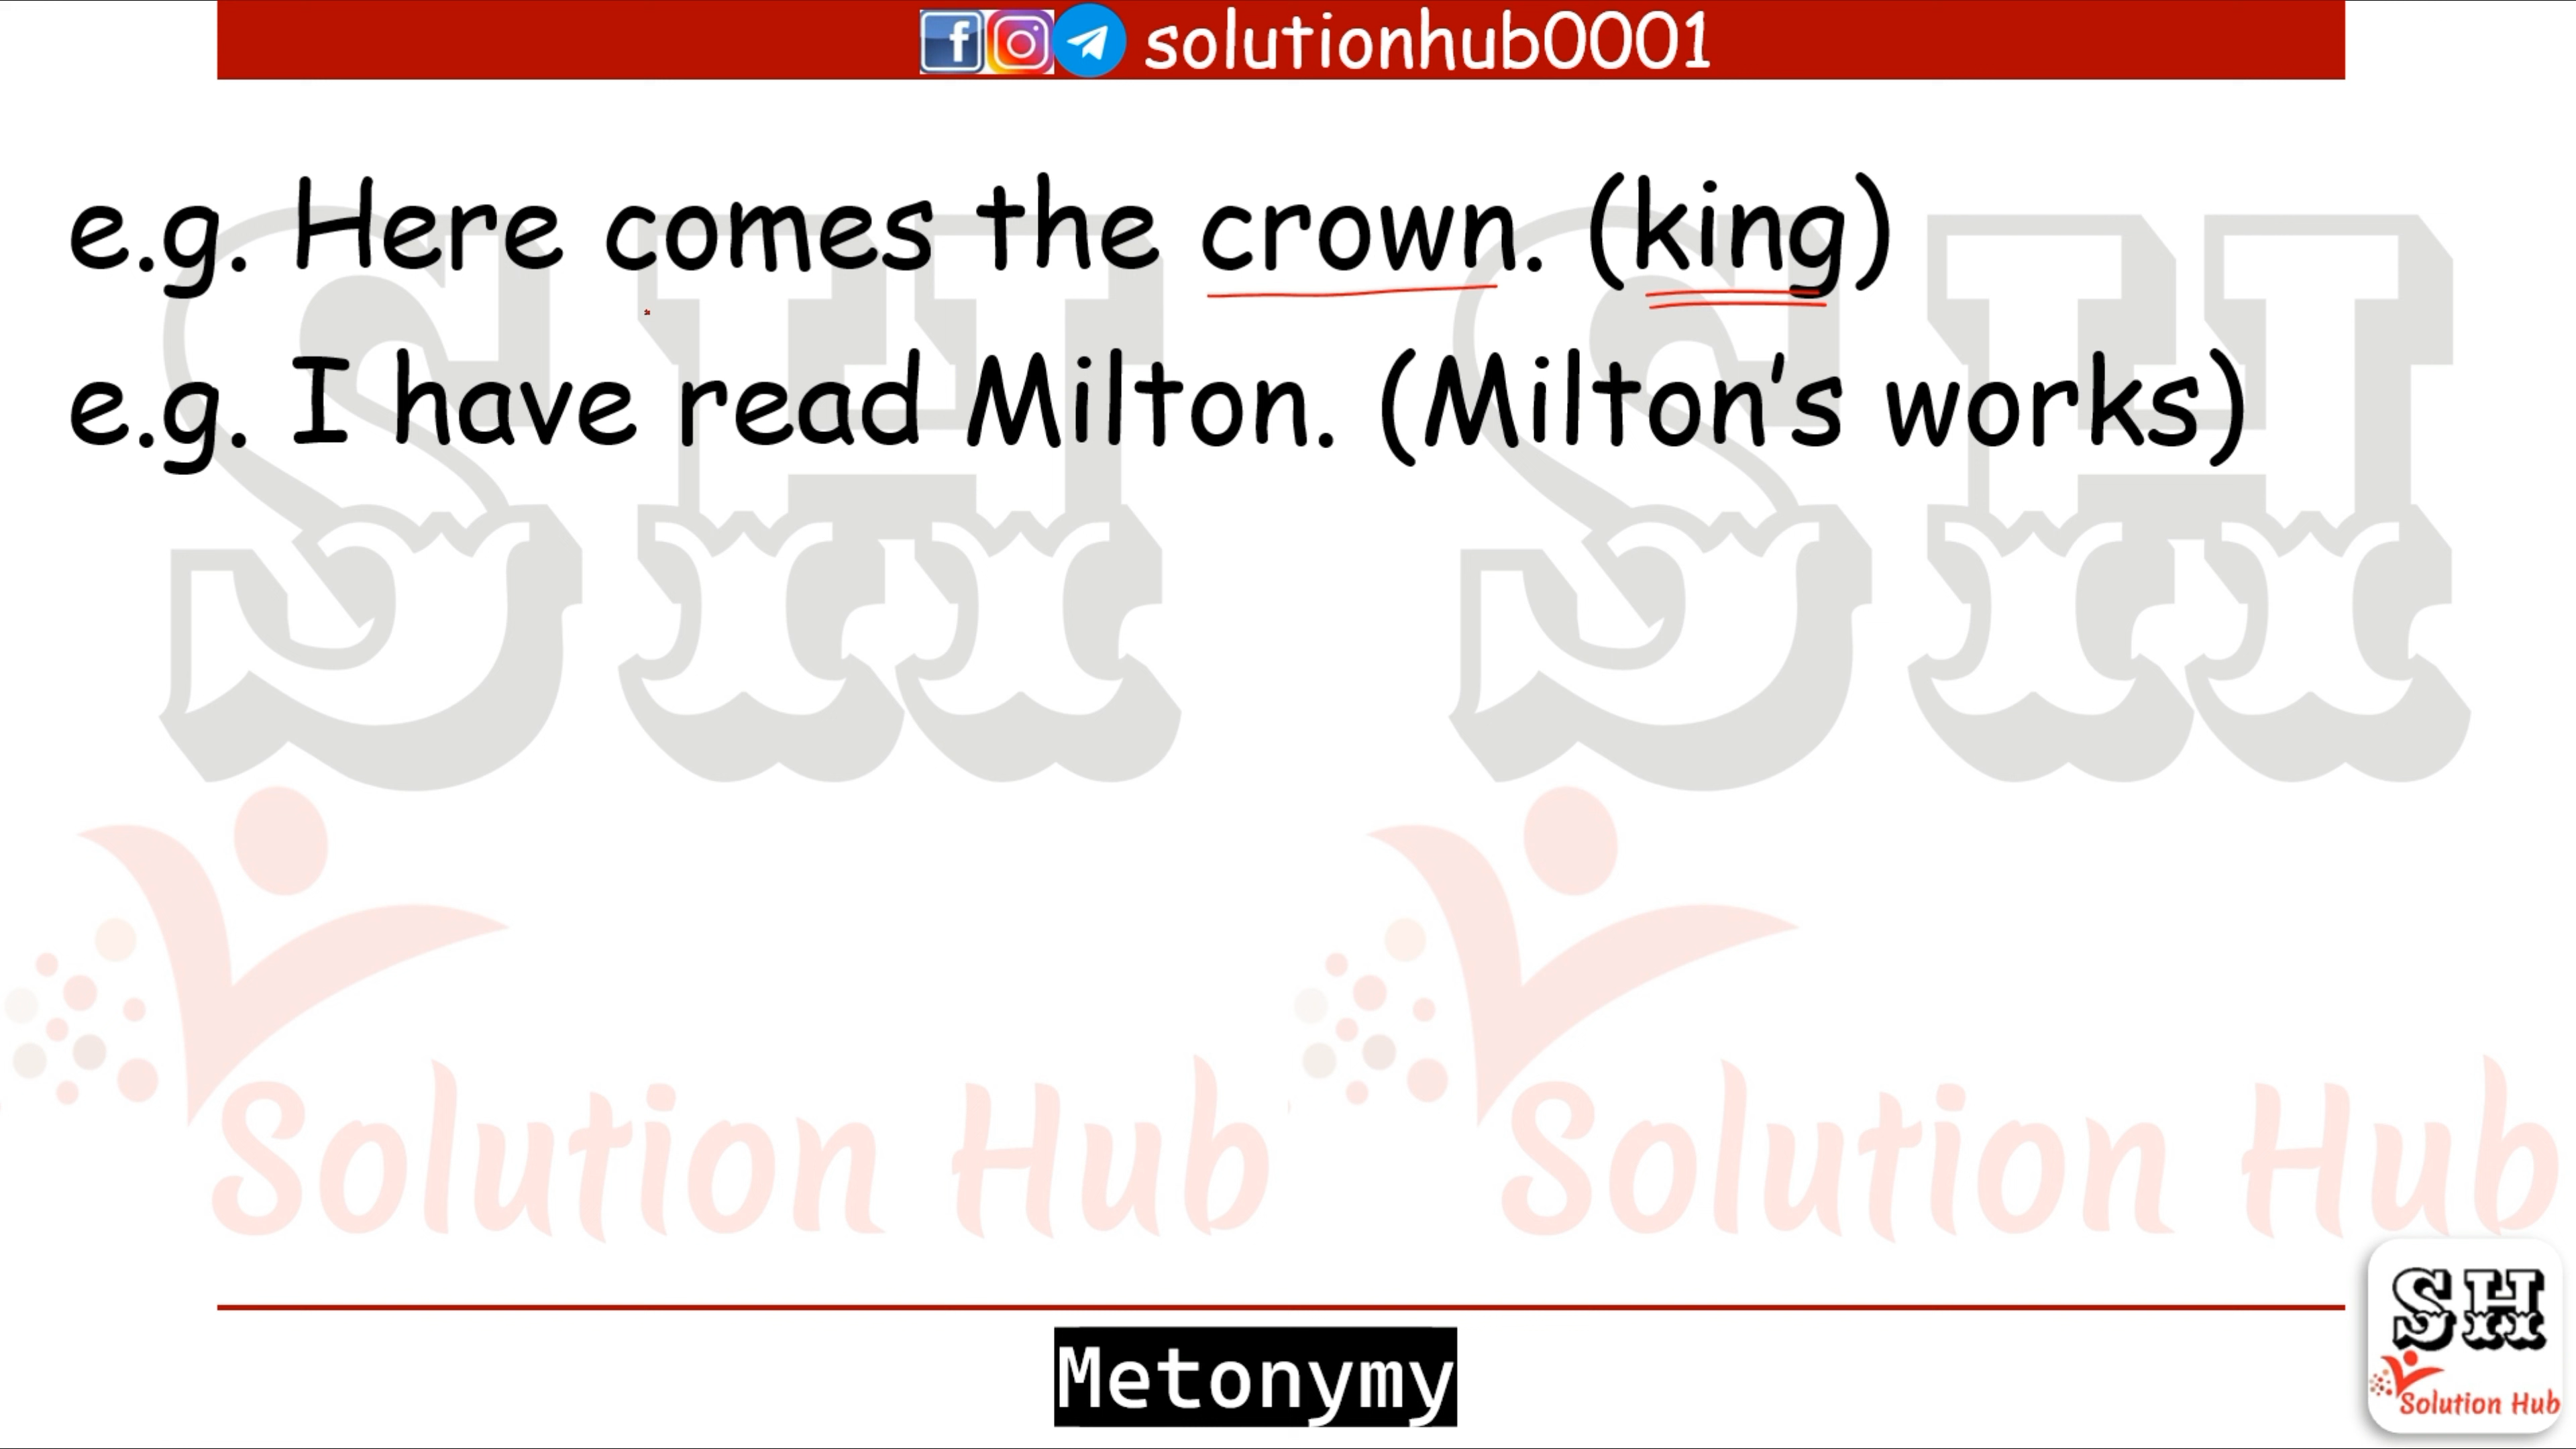 solutionhub0001
e.g. Here comes the crown. (king)
e.g. I have read Milton. (Milton's works)
SH SH
Solution Hub Solution Hub
Metonymy
SH
Solution Hub